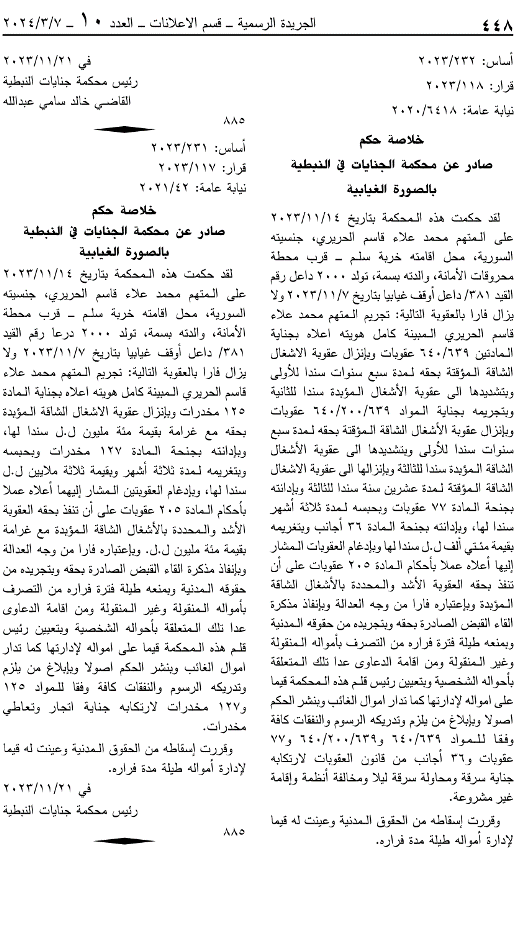 ٤٤٨
الجريدة الرسمية ـ قسم الاعلانات ـ العدد ١٠ ـ ٢٠٢٤/٣/٧
أساس: ٢٠٢٣/٢٣٢
قرار: ٢٠٢٣/١١٨
نيابة عامة: ٢٠٢٠/٦٤١٨
خلاصة حكم
صادر عن محكمة الجنايات في النبطية
بالصورة الغيابية
لقد حكمت هذه المحكمة بتاريخ ٢٠٢٣/١١/١٤
على المتهم محمد علاء قاسم الحريري، جنسيته
السورية، محل اقامته خربة سلم ـ قرب محطة
محروقات الأمانة، والدته بسمة، تولد ٢٠٠٠ داعل رقم
القيد /٣٨١ داعل أوقف غيابيا بتاريخ ٢٠٢٣/١١/٧ ولا
يزال فارا بالعقوبة التالية: تجريم المتهم محمد علاء
قاسم الحريري المبينة كامل هويته اعلاه بجناية
المادتين ٦٤٠/٦٣٩ عقوبات وبإنزال عقوبة الاشغال
الشاقة المؤقتة بحقه لمدة سبع سنوات سندا للأولى
وبتشديدها الى عقوبة الأشغال المؤبدة سندا للثانية
وبتجريمه بجناية المواد ٦٤٠/٢٠٠/٦٣٩ عقوبات
وبإنزال عقوبة الأشغال الشاقة المؤقتة بحقه لمدة سبع
سنوات سندا للأولى وبتشديدها الى عقوبة الأشغال
الشاقة المؤبدة سندا للثالثة وبإنزالها الى عقوبة الاشغال
الشاقة المؤقتة لمدة عشرين سنة سندا للثالثة وبإدانته
بجنحة المادة ٧٧ عقوبات وبحبسه لمدة ثلاثة أشهر
سندا لها، وبإدانته بجنحة المادة ٣٦ أجانب وبتغريمه
بقيمة مئتي ألف ل.ل سندا لها وبإدغام العقوبات المشار
إليها أعلاه عملا بأحكام المادة ٢٠٥ عقوبات على أن
تنفذ بحقه العقوبة الأشد والمحددة بالأشغال الشاقة
المؤبدة وبإعتباره فارا من وجه العدالة وبإنفاذ مذكرة
القاء القبض الصادرة بحقه وبتجريده من حقوقه المدنية
وبمنعه طيلة فترة فراره من التصرف بأمواله المنقولة
وغير المنقولة ومن اقامة الدعاوى عدا تلك المتعلقة
بأحواله الشخصية وبتعيين رئيس قلم هذه المحكمة قيما
على امواله لإدارتها كما تدار اموال الغائب وبنشر الحكم
اصولا وبإبلاغ من يلزم وتدريكه الرسوم والنفقات كافة
وفقا للمواد ٦٤٠/٦٣٩ و٦٤٠/٢٠٠/٦٣٩ و٧٧
عقوبات و٣٦ أجانب من قانون العقوبات لارتكابه
جناية سرقة ومحاولة سرقة ليلا ومخالفة أنظمة وإقامة
غير مشروعة.
وقررت إسقاطه من الحقوق المدنية وعينت له قيما
لإدارة أمواله طيلة مدة فراره.
في ٢٠٢٣/١١/٢١
رئيس محكمة جنايات النبطية
القاضي خالد سامي عبدالله
٨٨٥
أساس: ٢٠٢٣/٢٣١
قرار: ٢٠٢٣/١١٧
نيابة عامة: ٢٠٢١/٤٢
خلاصة حكم
صادر عن محكمة الجنايات في النبطية
بالصورة الغيابية
لقد حكمت هذه المحكمة بتاريخ ٢٠٢٣/١١/١٤
على المتهم محمد علاء قاسم الحريري، جنسيته
السورية، محل اقامته خربة سلم ـ قرب محطة
الأمانة، والدته بسمة، تولد ٢٠٠٠ درعا رقم القيد
/٣٨١ داعل أوقف غيابيا بتاريخ ٢٠٢٣/١١/٧ ولا
يزال فارا بالعقوبة التالية: تجريم المتهم محمد علاء
قاسم الحريري المبينة كامل هويته اعلاه بجناية المادة
١٢٥ مخدرات وبإنزال عقوبة الاشغال الشاقة المؤبدة
بحقه مع غرامة بقيمة مئة مليون ل.ل سندا لها،
وبإدانته بجنحة المادة ١٢٧ مخدرات وبحبسه
وبتغريمه لمدة ثلاثة أشهر وبقيمة ثلاثة ملايين ل.ل
سندا لها، وبإدغام العقوبتين المشار إليهما أعلاه عملا
بأحكام المادة ٢٠٥ عقوبات على أن تنفذ بحقه العقوبة
الأشد والمحددة بالأشغال الشاقة المؤبدة مع غرامة
بقيمة مئة مليون ل.ل. وبإعتباره فارا من وجه العدالة
وبإنفاذ مذكرة القاء القبض الصادرة بحقه وبتجريده من
حقوقه المدنية وبمنعه طيلة فترة فراره من التصرف
بأمواله المنقولة وغير المنقولة ومن اقامة الدعاوى
عدا تلك المتعلقة بأحواله الشخصية وبتعيين رئيس
قلم هذه المحكمة قيما على امواله لإدارتها كما تدار
اموال الغائب وبنشر الحكم اصولا وبإبلاغ من يلزم
وتدريكه الرسوم والنفقات كافة وفقا للمواد ١٢٥
و١٢٧ مخدرات لارتكابه جناية اتجار وتعاطي
مخدرات.
وقررت إسقاطه من الحقوق المدنية وعينت له قيما
لإدارة أمواله طيلة مدة فراره.
في ٢٠٢٣/١١/٢١
رئيس محكمة جنايات النبطية
٨٨٥